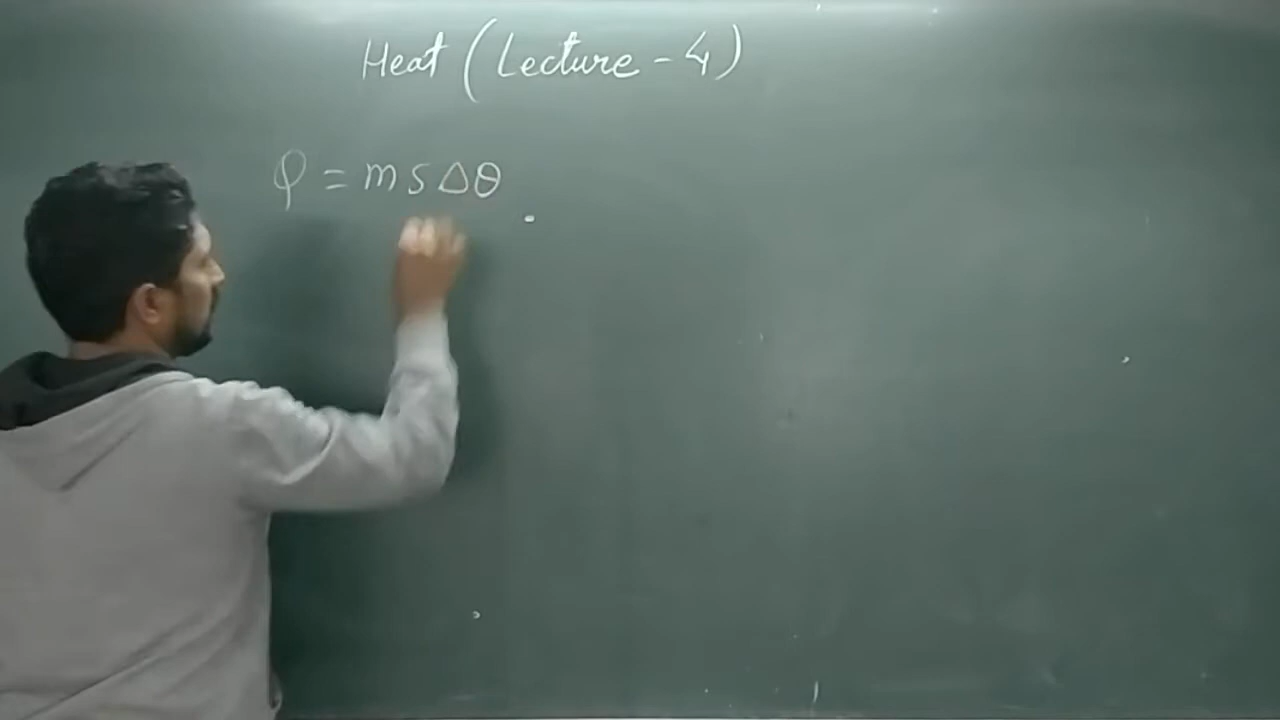 Heat (Lecture - 4)
Q = m s Δθ